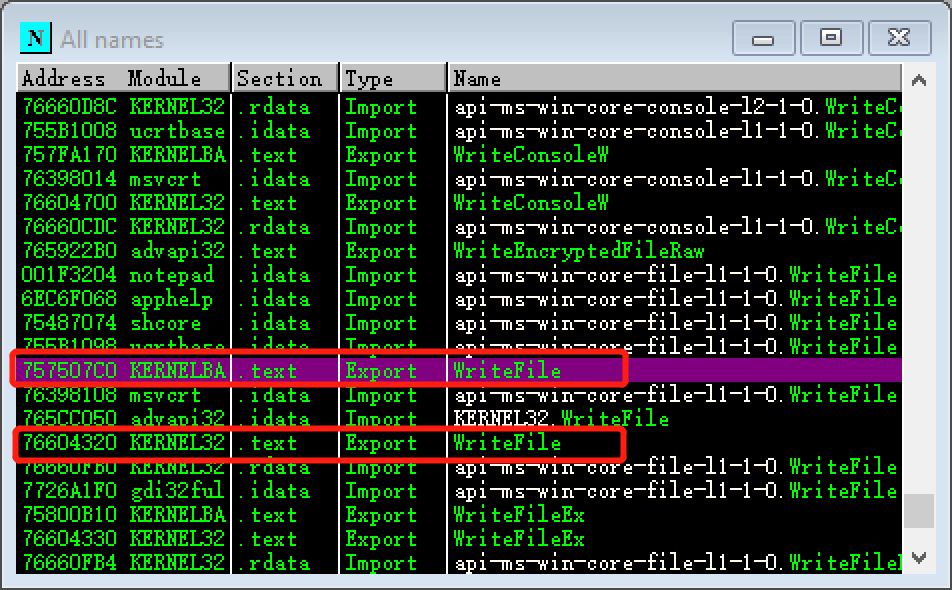 N All names
Address Module Section Type Name
76660D8C KERNEL32 .rdata Import api-ms-win-core-console-l2-1-0.WriteCo
755B1008 ucrtbase .idata Import api-ms-win-core-console-l1-1-0.WriteCo
757FA170 KERNELBA .text Export WriteConsoleW
76398014 msvcrt .idata Import api-ms-win-core-console-l1-1-0.WriteCo
76604700 KERNEL32 .text Export WriteConsoleW
76660CDC KERNEL32 .rdata Import api-ms-win-core-console-l1-1-0.WriteCo
765922B0 advapi32 .text Export WriteEncryptedFileRaw
001F3204 notepad .idata Import api-ms-win-core-file-l1-1-0.WriteFile
6EC6F068 apphelp .idata Import api-ms-win-core-file-l1-1-0.WriteFile
75487074 shcore .idata Import api-ms-win-core-file-l1-1-0.WriteFile
755B1098 ucrtbase .idata Import api-ms-win-core-file-l1-1-0.WriteFile
757507C0 KERNELBA .text Export WriteFile
76398108 msvcrt .idata Import api-ms-win-core-file-l1-1-0.WriteFile
765CC050 advapi32 .idata Import KERNEL32.WriteFile
76604320 KERNEL32 .text Export WriteFile
76660FB0 KERNEL32 .rdata Import api-ms-win-core-file-l1-1-0.WriteFile
7726A1F0 gdi32ful .idata Import api-ms-win-core-file-l1-1-0.WriteFile
75800B10 KERNELBA .text Export WriteFileEx
76604330 KERNEL32 .text Export WriteFileEx
76660FB4 KERNEL32 .rdata Import api-ms-win-core-file-l1-1-0.WriteFile